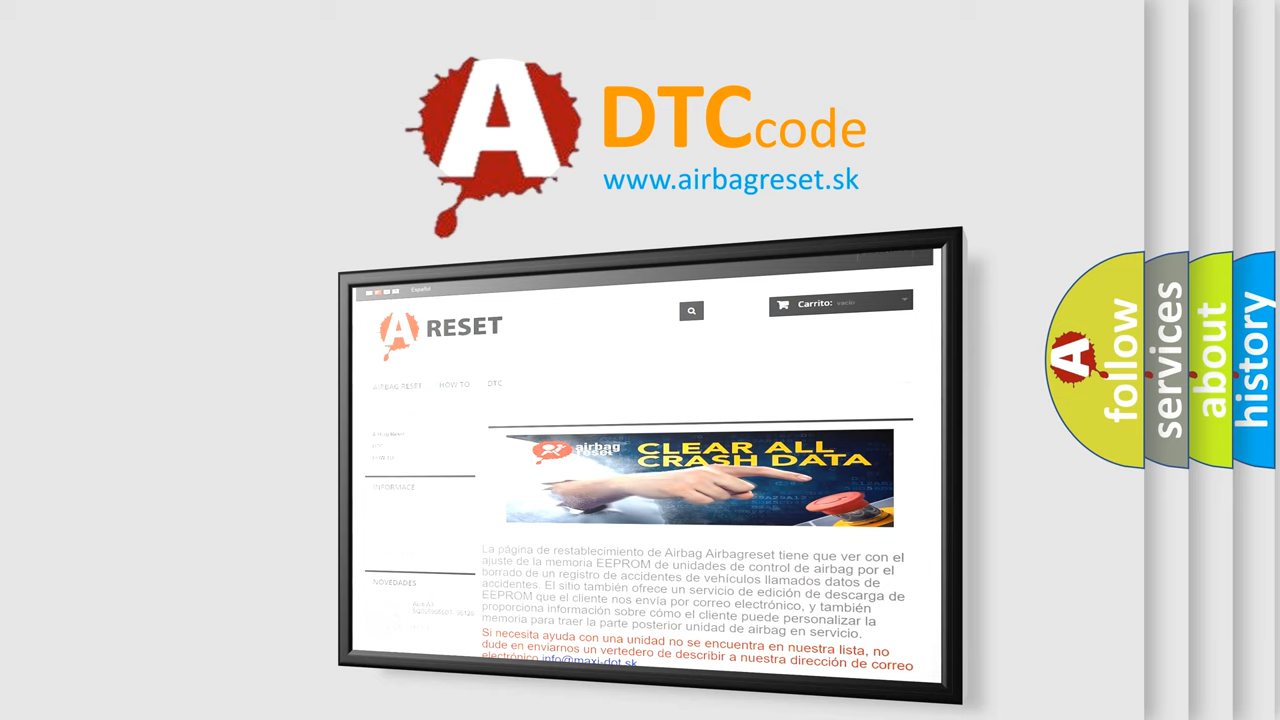 A
DTCcode
www.airbagreset.sk
Español
A RESET
Carrito: vacío
AIRBAG RESET HOW TO DTC
Airbag Reset
DTC
HOW TO
INFORMACE
airbag
reset
CLEAR ALL
CRASH DATA
La página de restablecimiento de Airbag Airbagreset tiene que ver con el
ajuste de la memoria EEPROM de unidades de control de airbag por el
borrado de un registro de accidentes de vehículos llamados datos de
accidentes. El sitio también ofrece un servicio de edición de descarga de
EEPROM que el cliente nos envía por correo electrónico, y también
proporciona información sobre cómo el cliente puede personalizar la
memoria para traer la parte posterior unidad de airbag en servicio.
Si necesita ayuda con una unidad no se encuentra en nuestra lista, no
dude en enviarnos un vertedero de describir a nuestra dirección de correo
electrónico info@maxi-dot.sk
NOVEDADES
A
follow
services
about
history